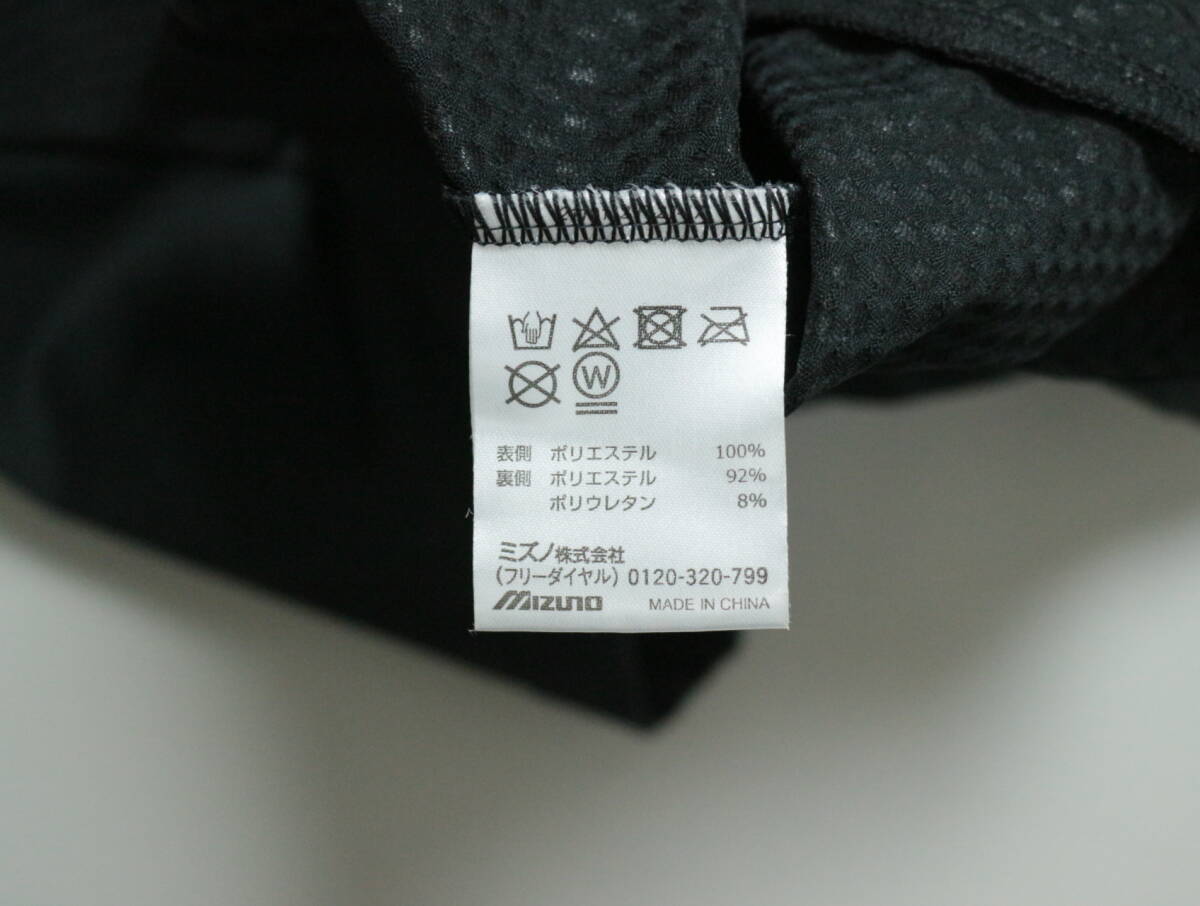 W
表側 ポリエステル 100%
裏側 ポリエステル 92%
ポリウレタン 8%
ミズノ株式会社
(フリーダイヤル) 0120-320-799
MIZUNO MADE IN CHINA